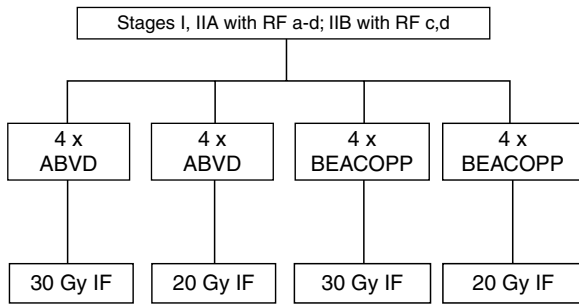 Stages I, IIA with RF a-d; IIB with RF c,d
4 x
ABVD
4 x
ABVD
4 x
BEACOPP
4 x
BEACOPP
30 Gy IF
20 Gy IF
30 Gy IF
20 Gy IF